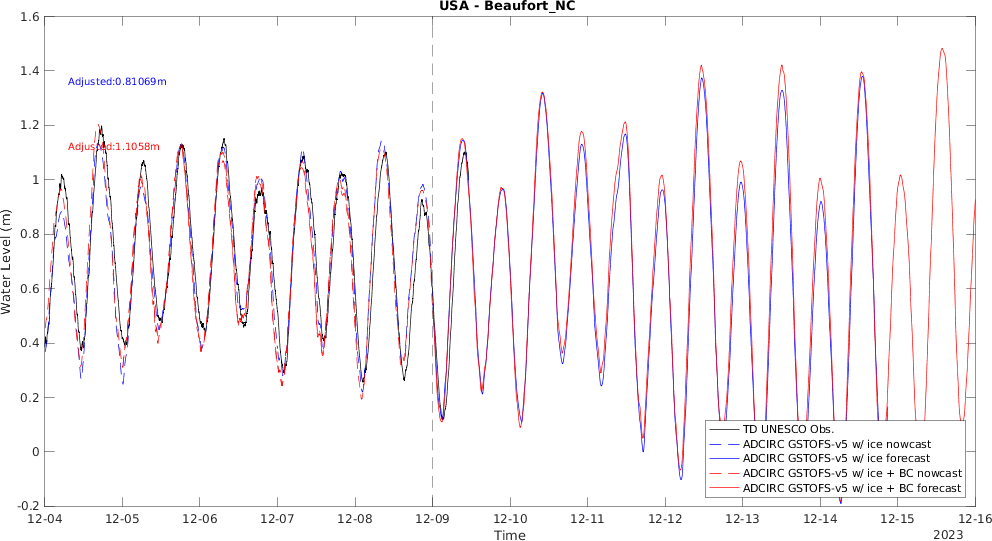 USA - Beaufort_NC
1.6
1.4
1.2
1
0.8
0.6
0.4
0.2
0
-0.2
Water Level (m)
Adjusted:0.81069m
Adjusted:1.1058m
TD UNESCO Obs.
ADCIRC GSTOFS-v5 w/ ice nowcast
ADCIRC GSTOFS-v5 w/ ice forecast
ADCIRC GSTOFS-v5 w/ ice + BC nowcast
ADCIRC GSTOFS-v5 w/ ice + BC forecast
12-04 12-05 12-06 12-07 12-08 12-09 12-10 12-11 12-12 12-13 12-14 12-15 12-16
Time
2023